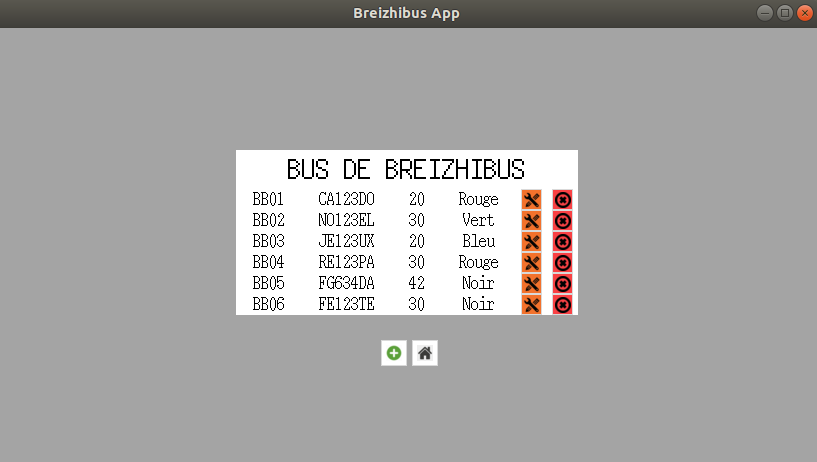 Breizhibus App
BUS DE BREIZHIBUS
BB01 CA123DO 20 Rouge
BB02 NO123EL 30 Vert
BB03 JE123UX 20 Bleu
BB04 RE123PA 30 Rouge
BB05 FG634DA 42 Noir
BB06 FE123TE 30 Noir